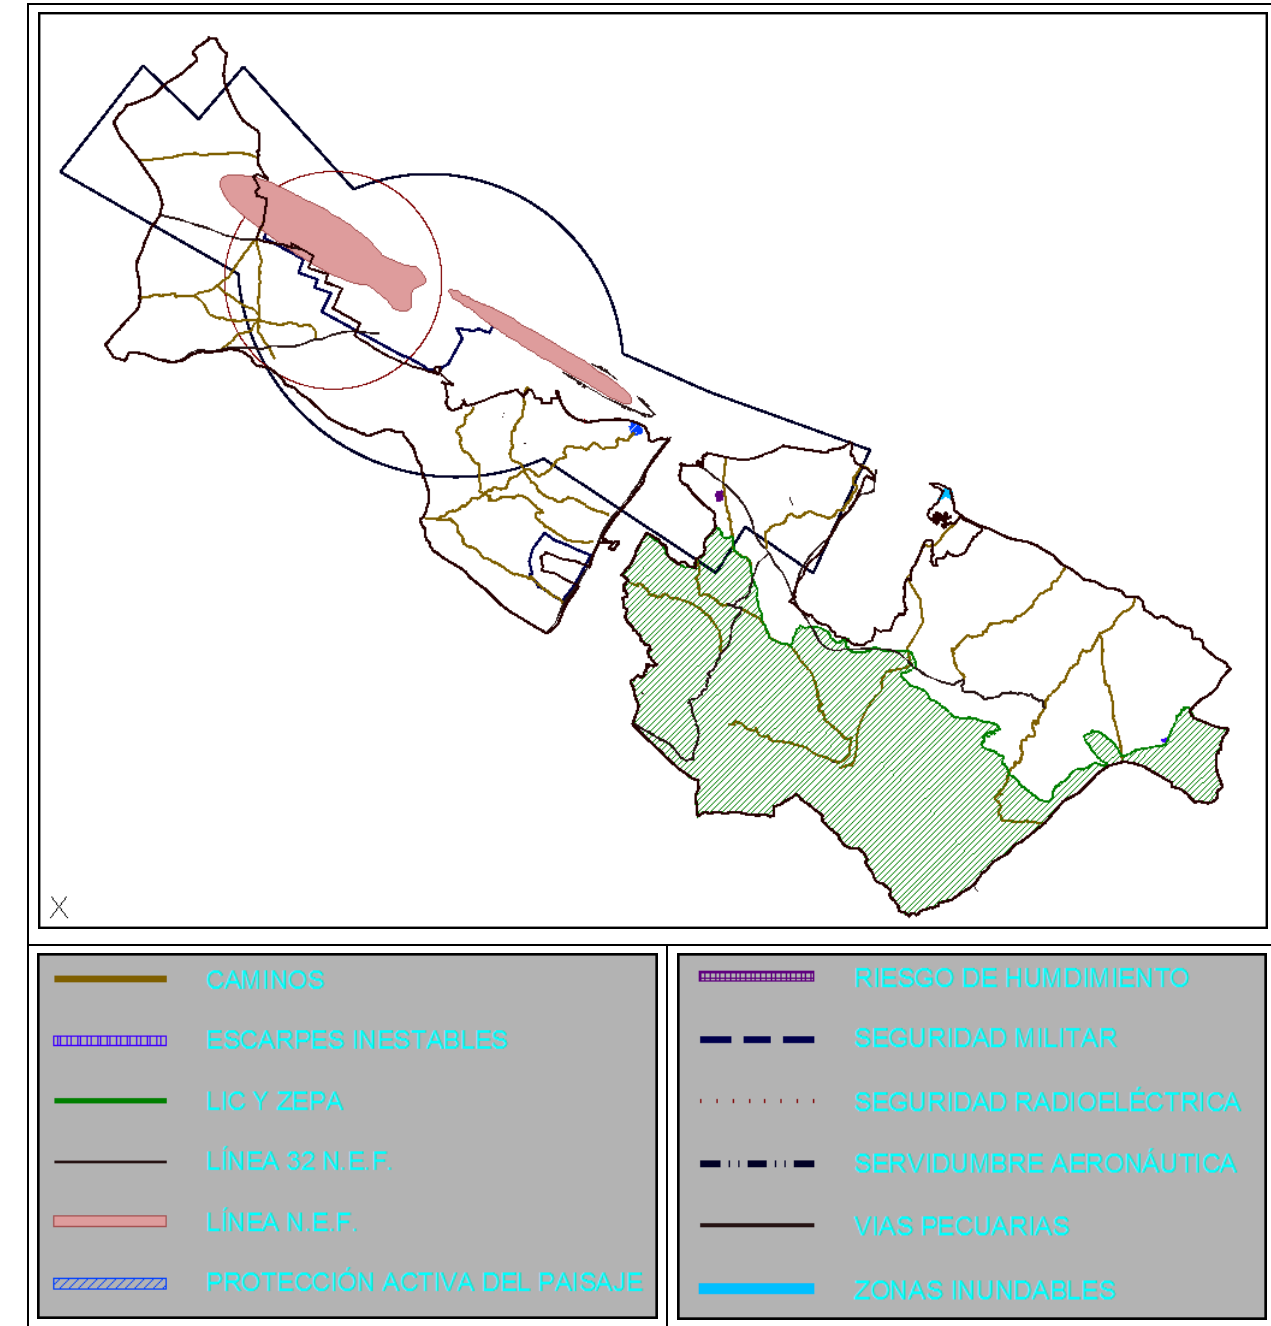 X
CAMINOS
ESCARPES INESTABLES
LIC Y ZEPA
LÍNEA 32 N.E.F.
LÍNEA N.E.F.
PROTECCIÓN ACTIVA DEL PAISAJE
RIESGO DE HUMDIMIENTO
SEGURIDAD MILITAR
SEGURIDAD RADIOELÉCTRICA
SERVIDUMBRE AERONÁUTICA
VIAS PECUARIAS
ZONAS INUNDABLES